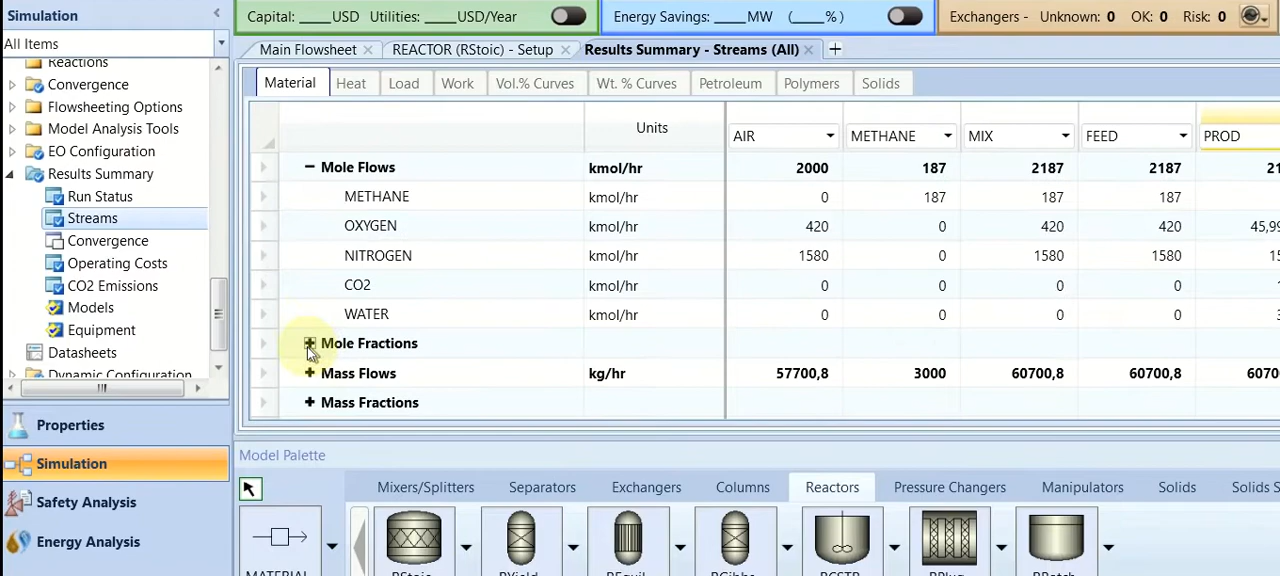 Simulation
Capital: ____USD Utilities: ____USD/Year
Energy Savings: ____MW (____%)
Exchangers - Unknown: 0 OK: 0 Risk: 0
All Items
Main Flowsheet
REACTOR (RStoic) - Setup
Results Summary - Streams (All)
Reactions
Convergence
Flowsheeting Options
Model Analysis Tools
EO Configuration
Results Summary
Run Status
Streams
Convergence
Operating Costs
CO2 Emissions
Models
Equipment
Datasheets
Dynamic Configuration
Properties
Simulation
Safety Analysis
Energy Analysis
Material Heat Load Work Vol.% Curves Wt. % Curves Petroleum Polymers Solids
Units AIR METHANE MIX FEED PROD
Mole Flows kmol/hr 2000 187 2187 2187
METHANE kmol/hr 0 187 187 187
OXYGEN kmol/hr 420 0 420 420 45,99
NITROGEN kmol/hr 1580 0 1580 1580
CO2 kmol/hr 0 0 0 0
WATER kmol/hr 0 0 0 0
Mole Fractions
Mass Flows kg/hr 57700,8 3000 60700,8 60700,8
Mass Fractions
Model Palette
Mixers/Splitters Separators Exchangers Columns Reactors Pressure Changers Manipulators Solids Solids S